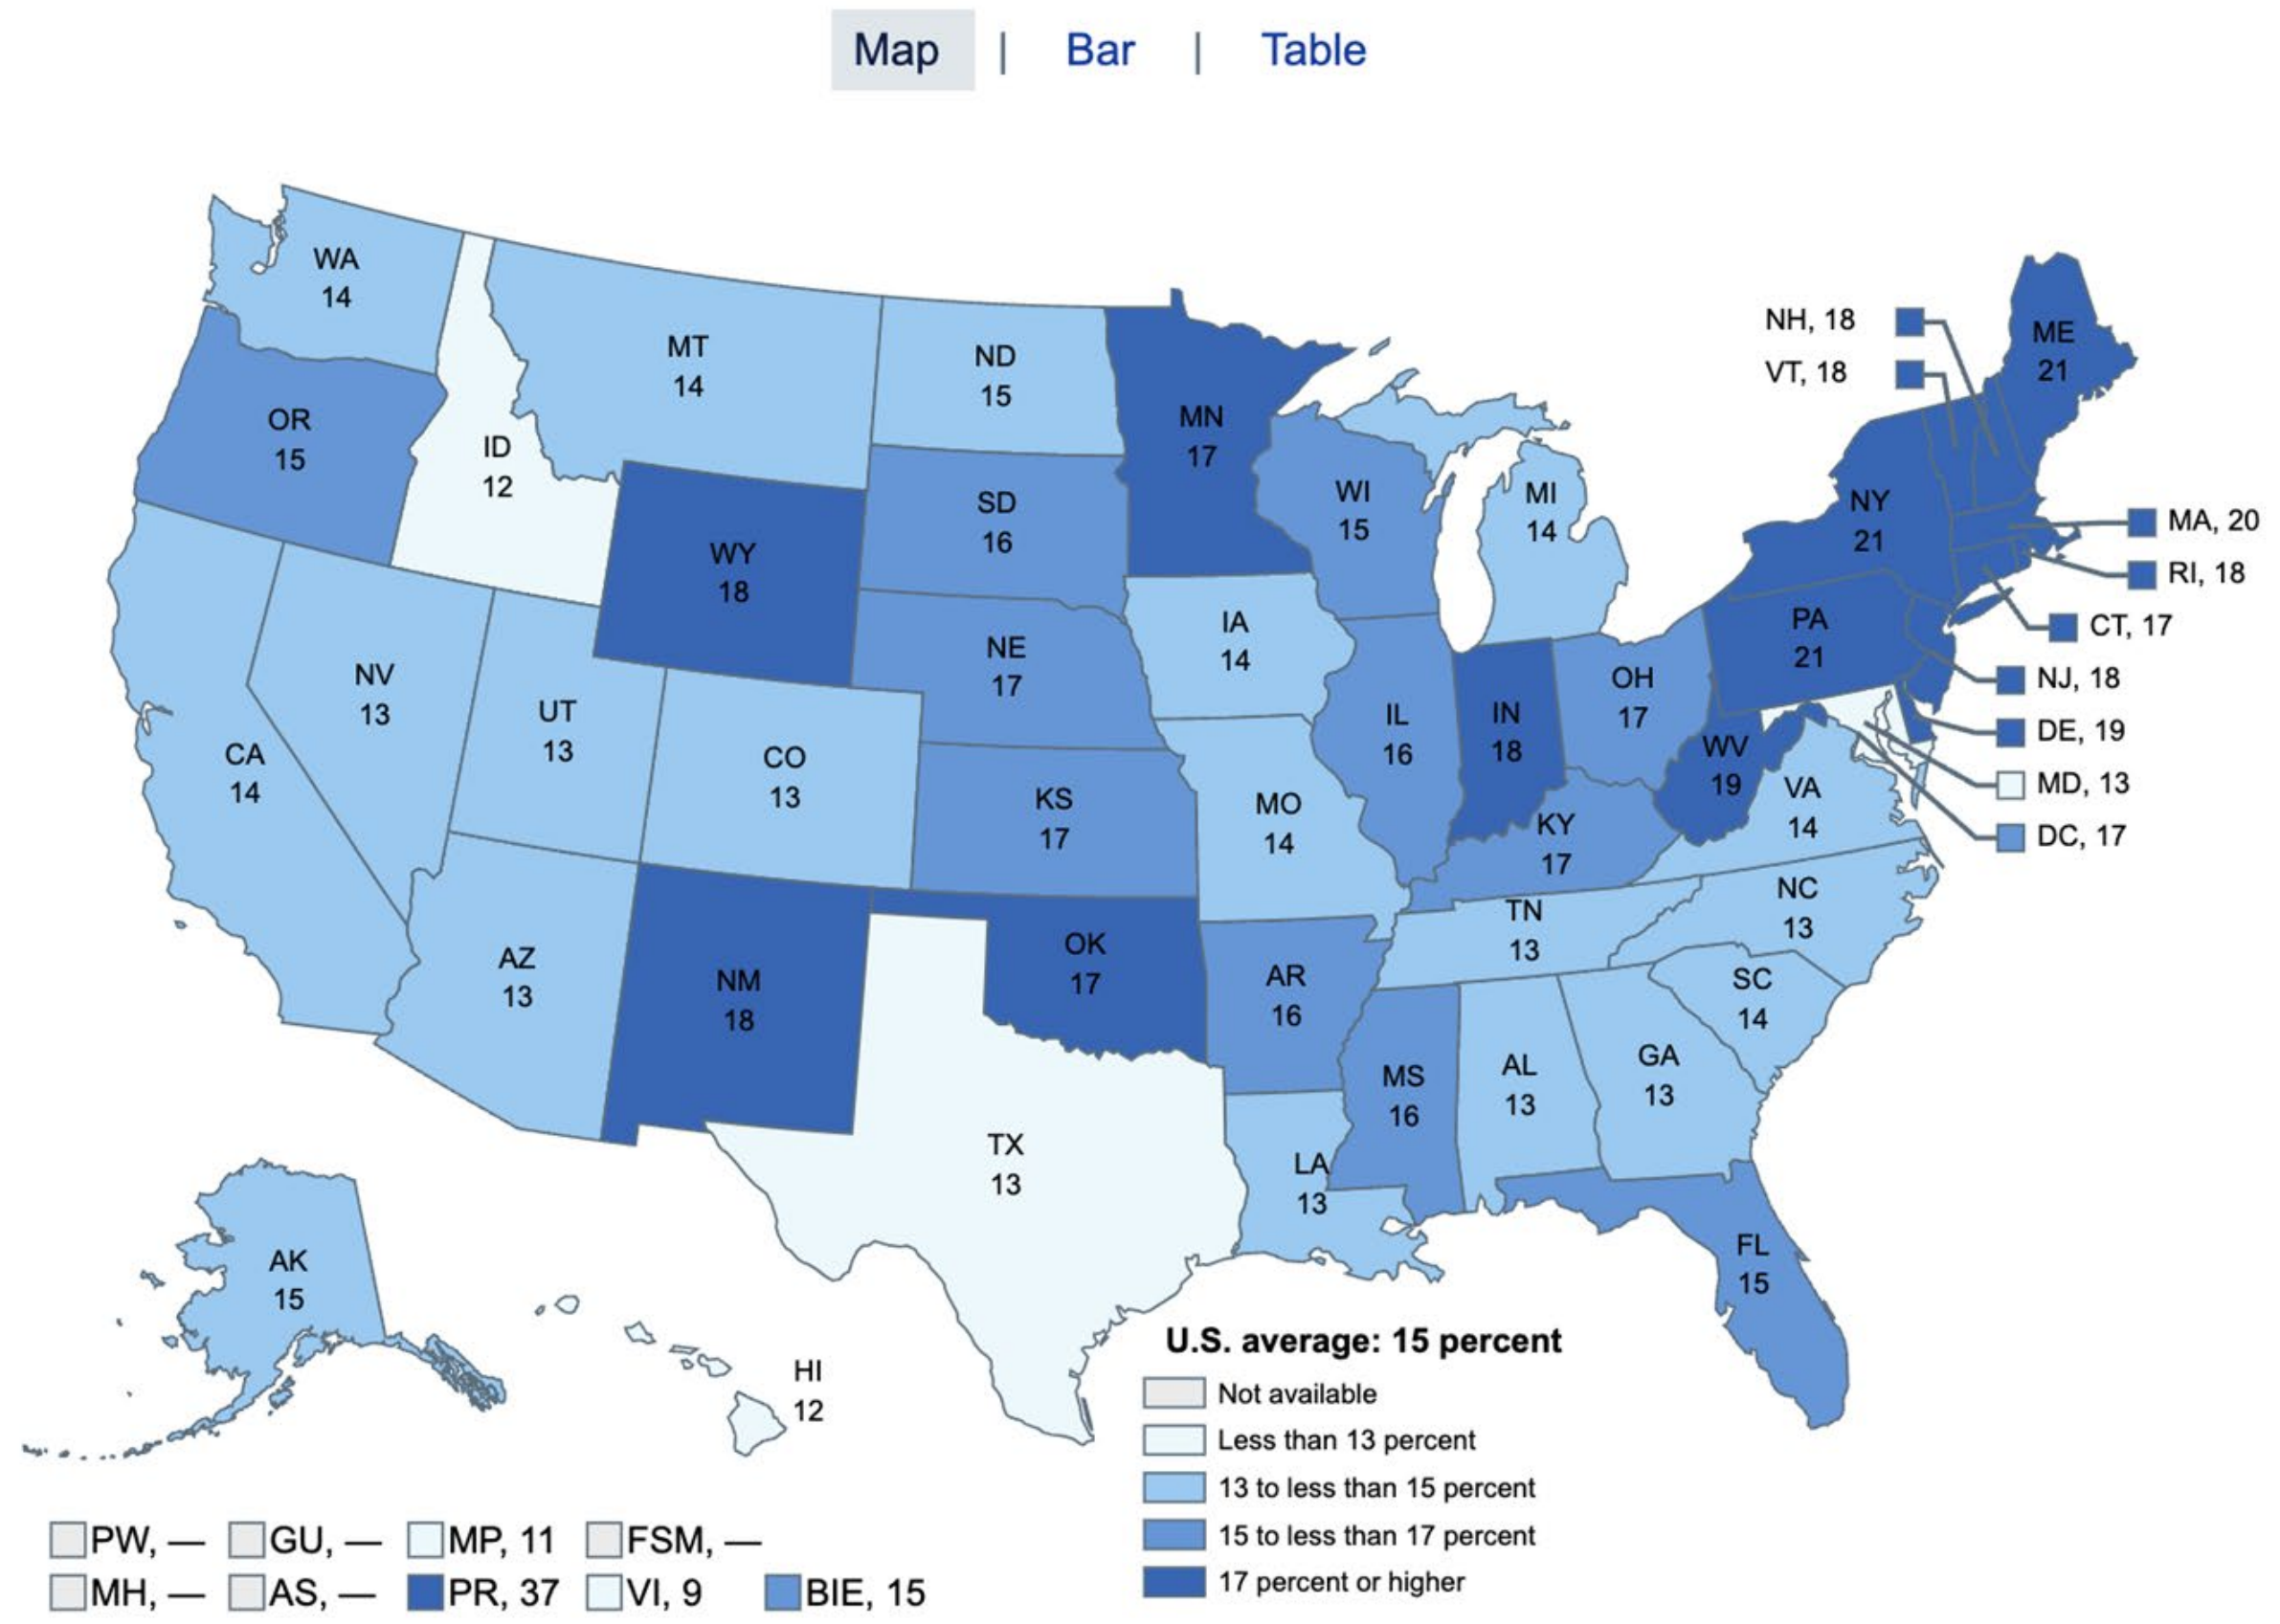 Map | Bar | Table
WA
14
MT
14
ND
15
MN
17
NH, 18
VT, 18
ME
21
OR
15
ID
12
SD
16
WI
15
MI
14
NY
21
MA, 20
RI, 18
WY
18
IA
14
PA
21
CT, 17
NE
17
NV
13
UT
13
OH
17
NJ, 18
IL
16
IN
18
WV
19
DE, 19
CA
14
CO
13
KS
17
MO
14
KY
17
VA
14
MD, 13
DC, 17
NC
13
TN
13
AZ
13
NM
18
OK
17
AR
16
SC
14
MS
16
AL
13
GA
13
TX
13
LA
13
FL
15
AK
15
HI
12
U.S. average: 15 percent
Not available
Less than 13 percent
13 to less than 15 percent
15 to less than 17 percent
17 percent or higher
PW, — GU, — MP, 11 FSM, —
MH, — AS, — PR, 37 VI, 9 BIE, 15